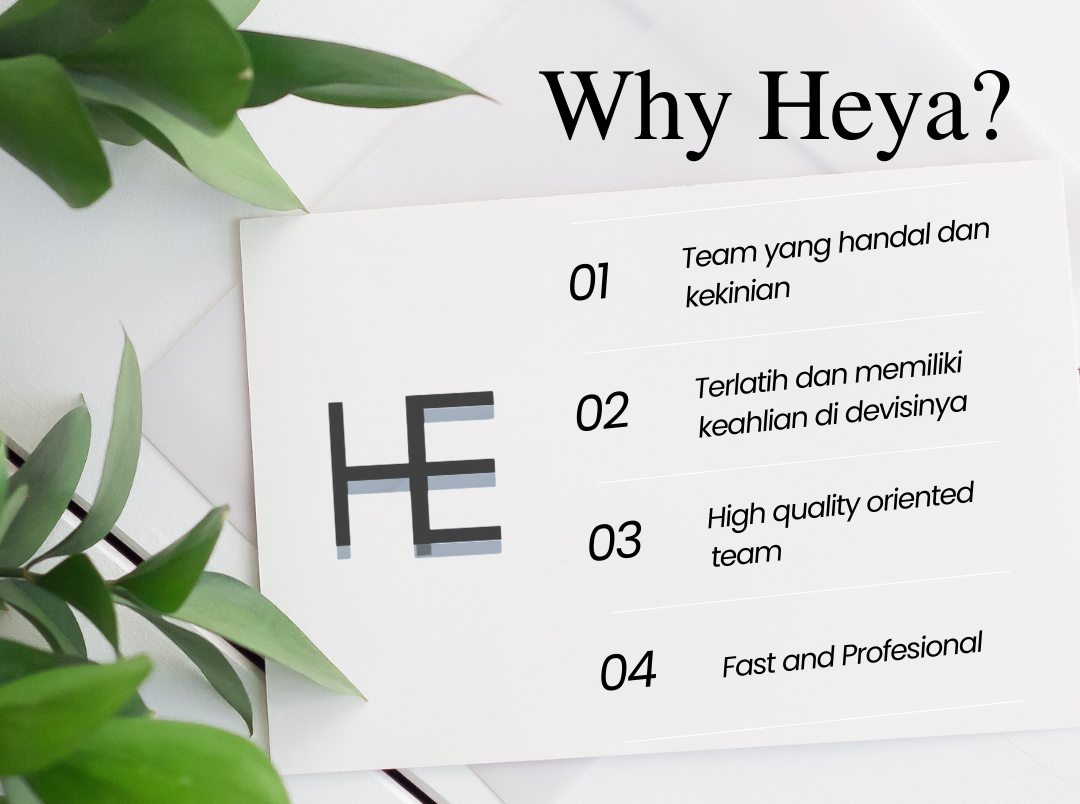 Why Heya?
01
Team yang handal dan
kekinian
02
Terlatih dan memiliki
keahlian di devisinya
HE
03
High quality oriented
team
04
Fast and Profesional